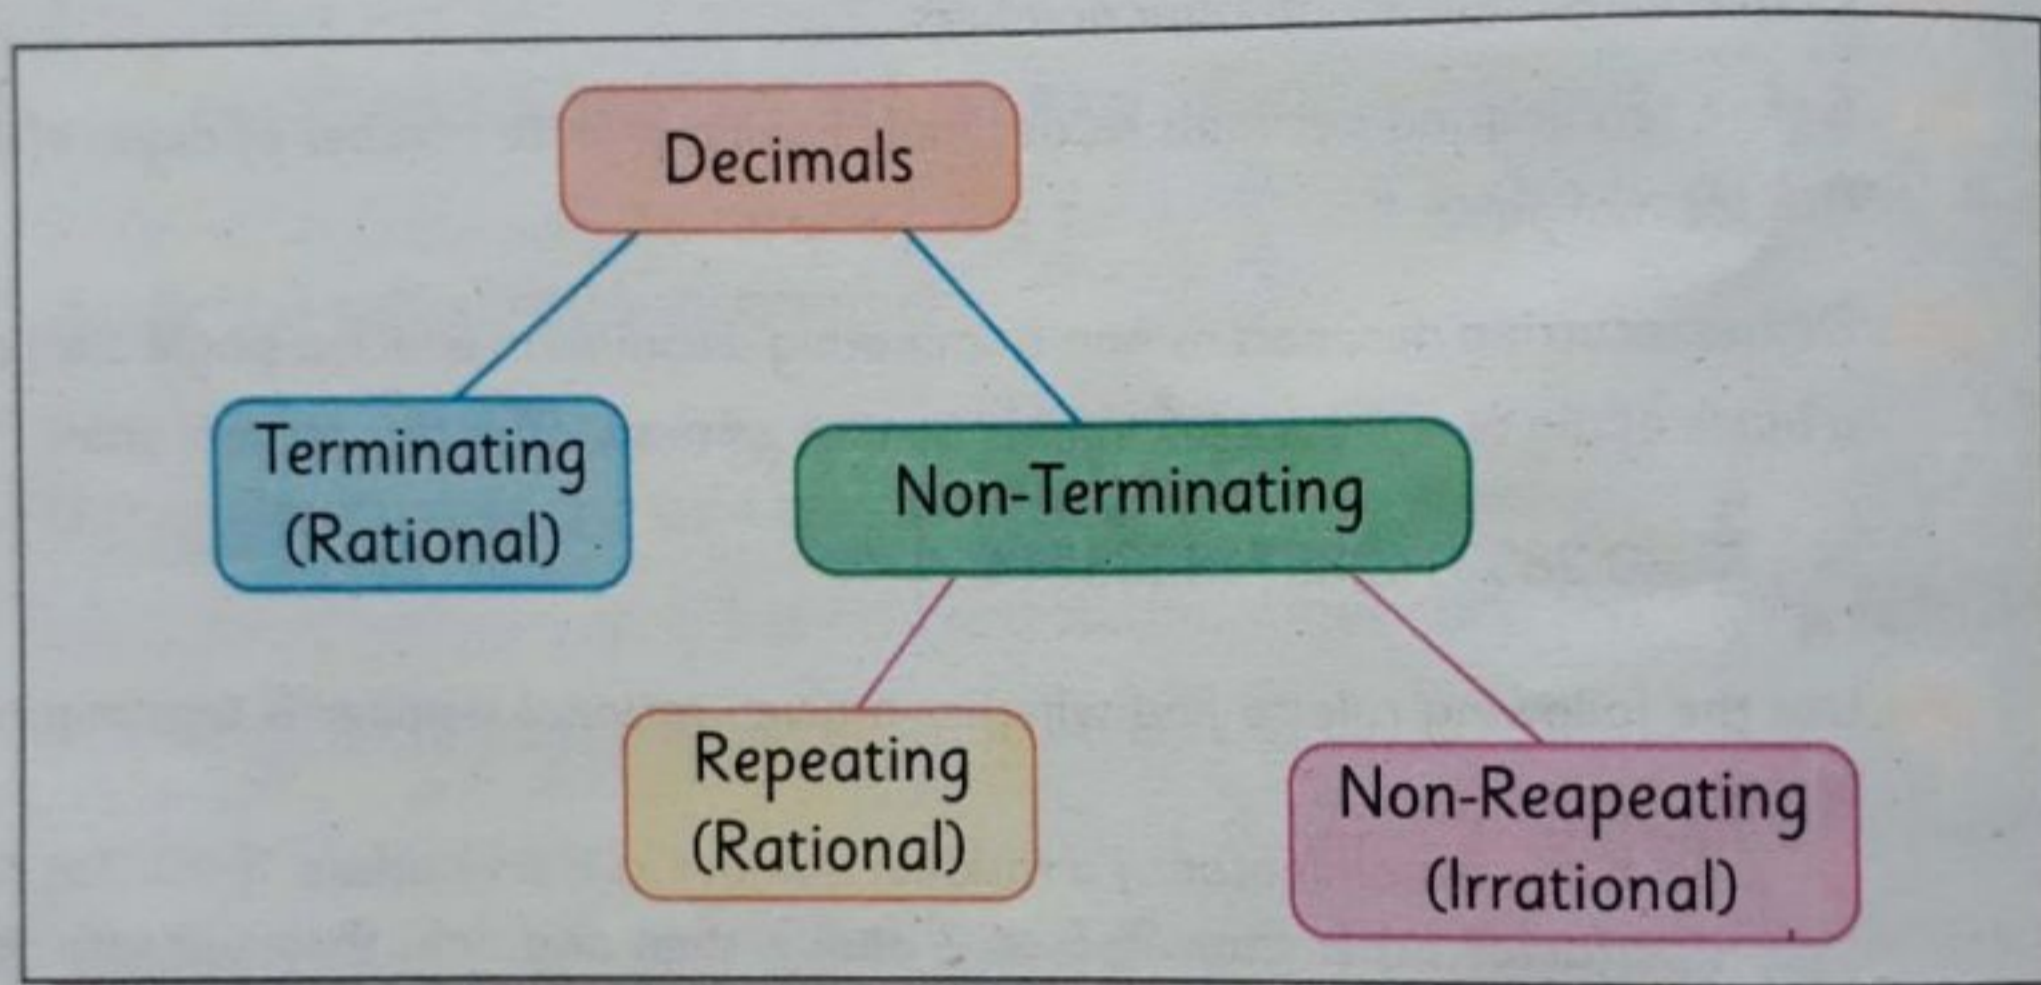 Decimals
Terminating
(Rational)
Non-Terminating
Repeating
(Rational)
Non-Reapeating
(Irrational)